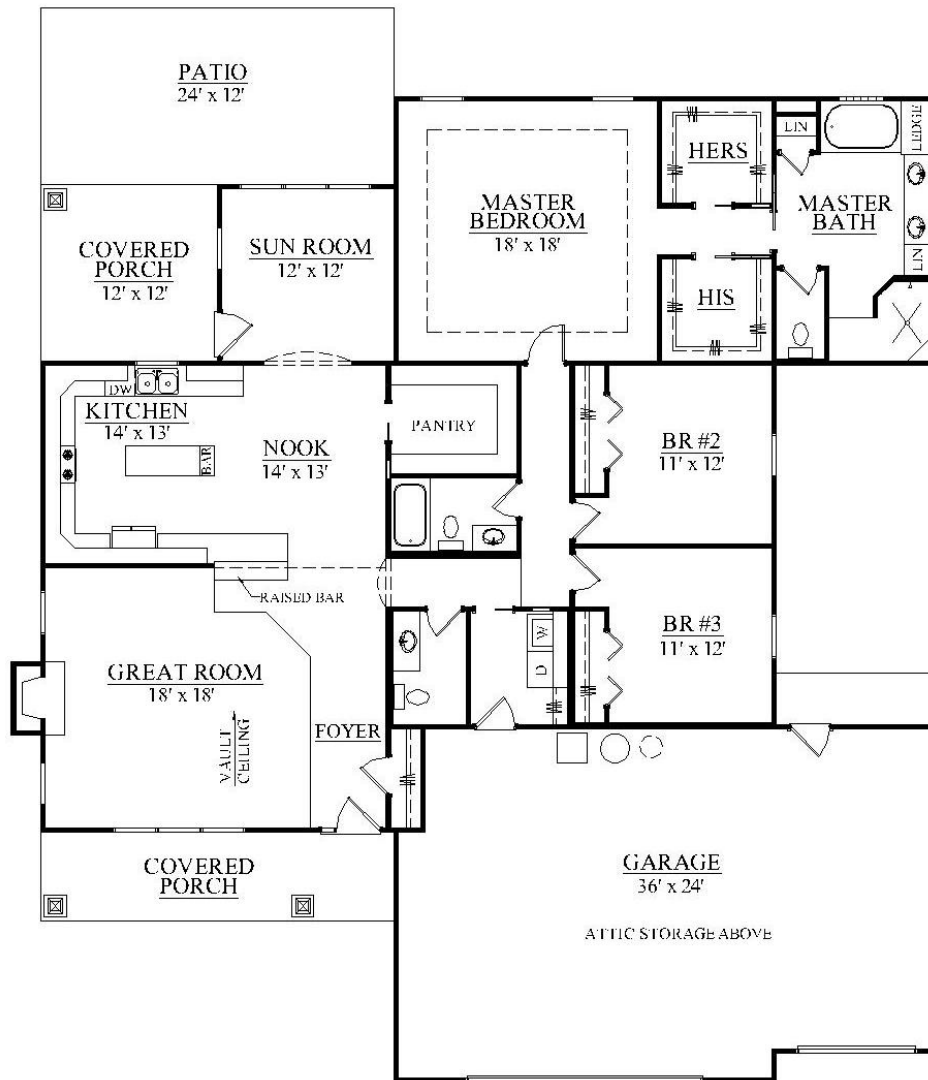 PATIO
24' x 12'
COVERED
PORCH
12' x 12'
SUN ROOM
12' x 12'
MASTER
BEDROOM
18' x 18'
HERS
HIS
LIN
LEDGE
MASTER
BATH
LIN
DW
KITCHEN
14' x 13'
BAR
NOOK
14' x 13'
PANTRY
BR #2
11' x 12'
RAISED BAR
BR #3
11' x 12'
W
D
GREAT ROOM
18' x 18'
VAULT
CEILING
FOYER
COVERED
PORCH
GARAGE
36' x 24'
ATTIC STORAGE ABOVE